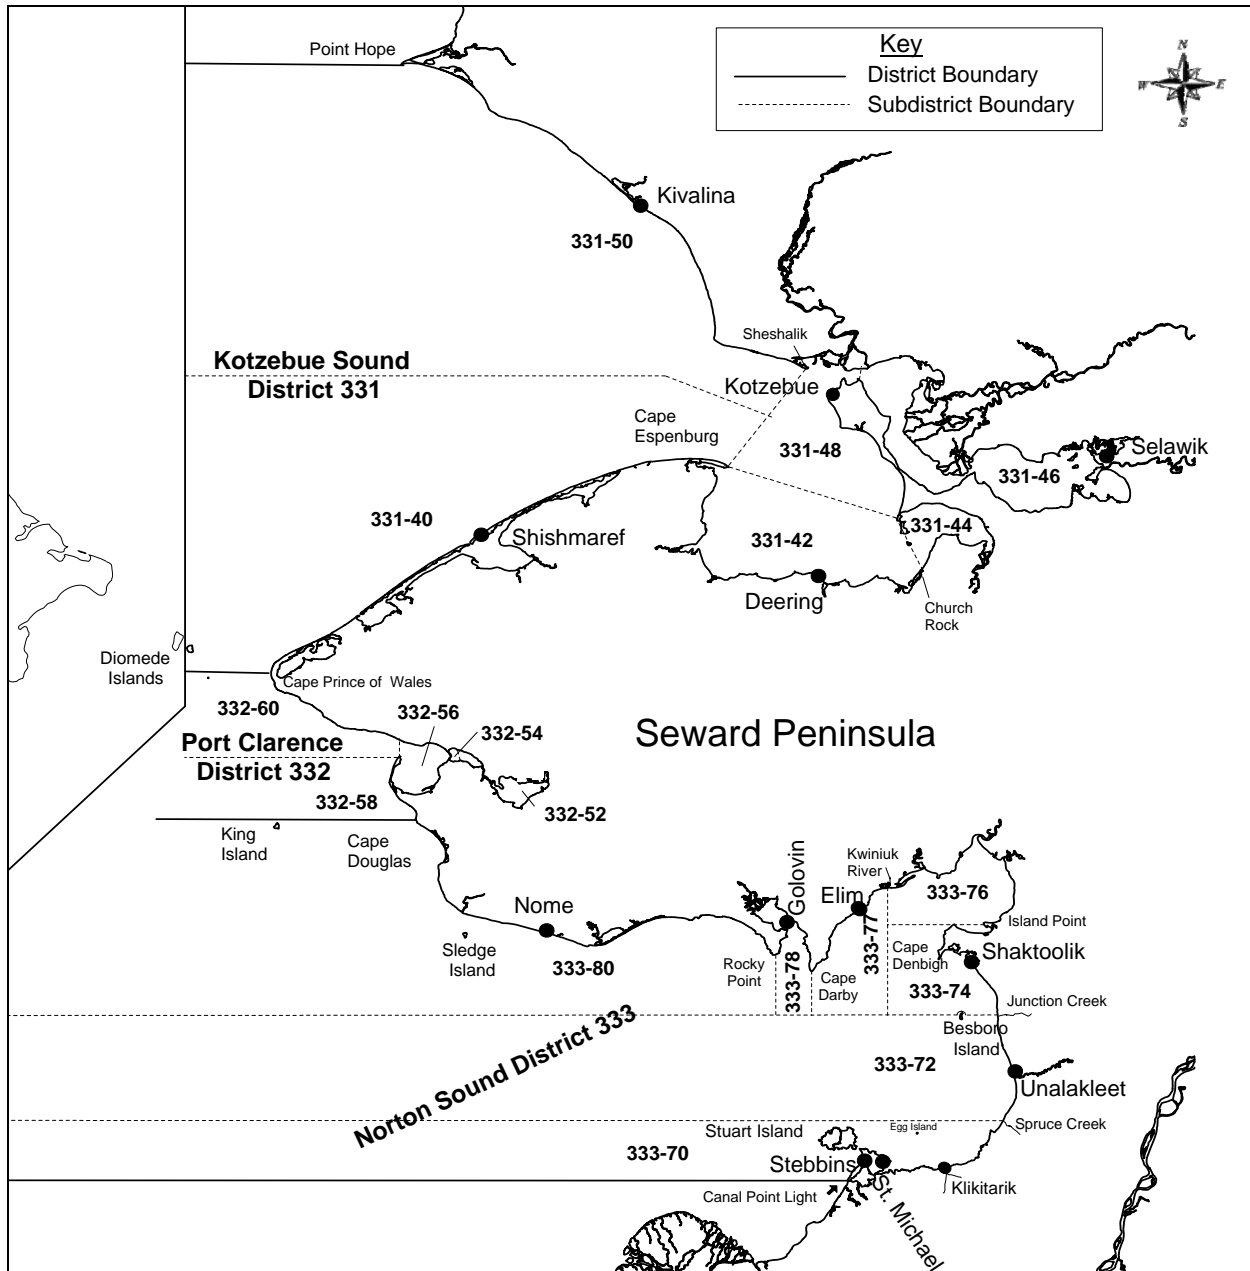 Point Hope
Key
District Boundary
Subdistrict Boundary
N
W
E
S
Kivalina
331-50
Sheshalik
Kotzebue Sound
District 331
Kotzebue
Cape
Espenburg
331-48
Selawik
331-46
331-40
Shishmaref
331-44
331-42
Deering
Church
Rock
Diomede
Islands
Cape Prince of Wales
332-60
332-56
332-54
Seward Peninsula
Port Clarence
District 332
332-58
332-52
King
Island
Cape
Douglas
Kwiniuk
River
Golovin
Elim
333-76
Nome
Island Point
333-77
Sledge
Island
333-80
Rocky
Point
333-78
Cape
Darby
Cape
Denbigh
Shaktoolik
333-74
Junction Creek
Besboro
Island
Norton Sound District 333
333-72
Unalakleet
Stuart Island
Egg Island
Spruce Creek
333-70
Stebbins
St. Michael
Klikitarik
Canal Point Light